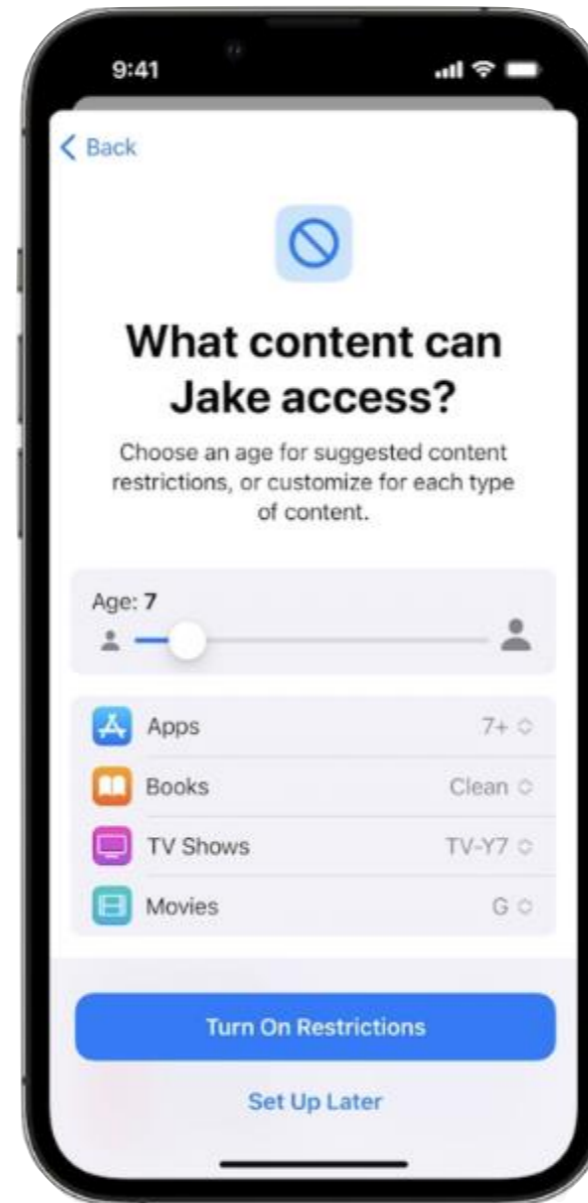 9:41
Back
What content can
Jake access?
Choose an age for suggested content
restrictions, or customize for each type
of content.
Age: 7
Apps 7+
Books Clean
TV Shows TV-Y7
Movies G
Turn On Restrictions
Set Up Later